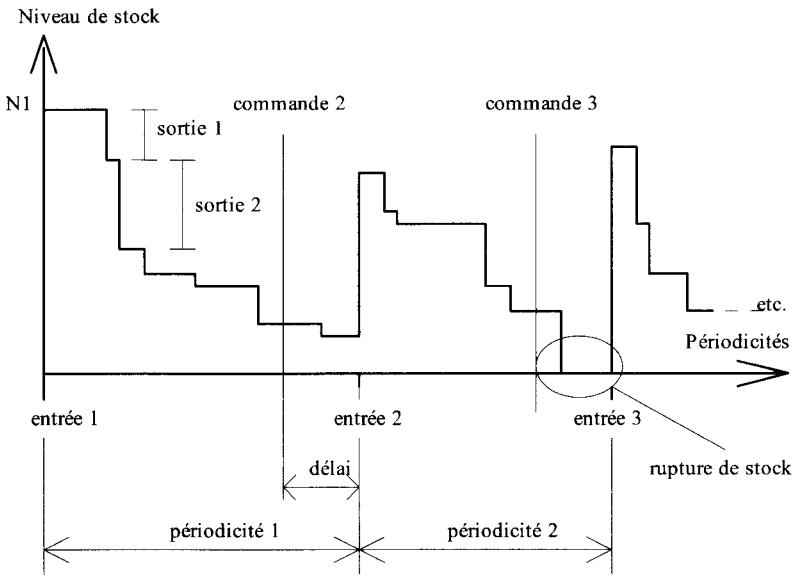 Niveau de stock
N1
sortie 1
commande 2
commande 3
sortie 2
etc.
Périodicités
entrée 1
entrée 2
entrée 3
rupture de stock
délai
périodicité 1
périodicité 2